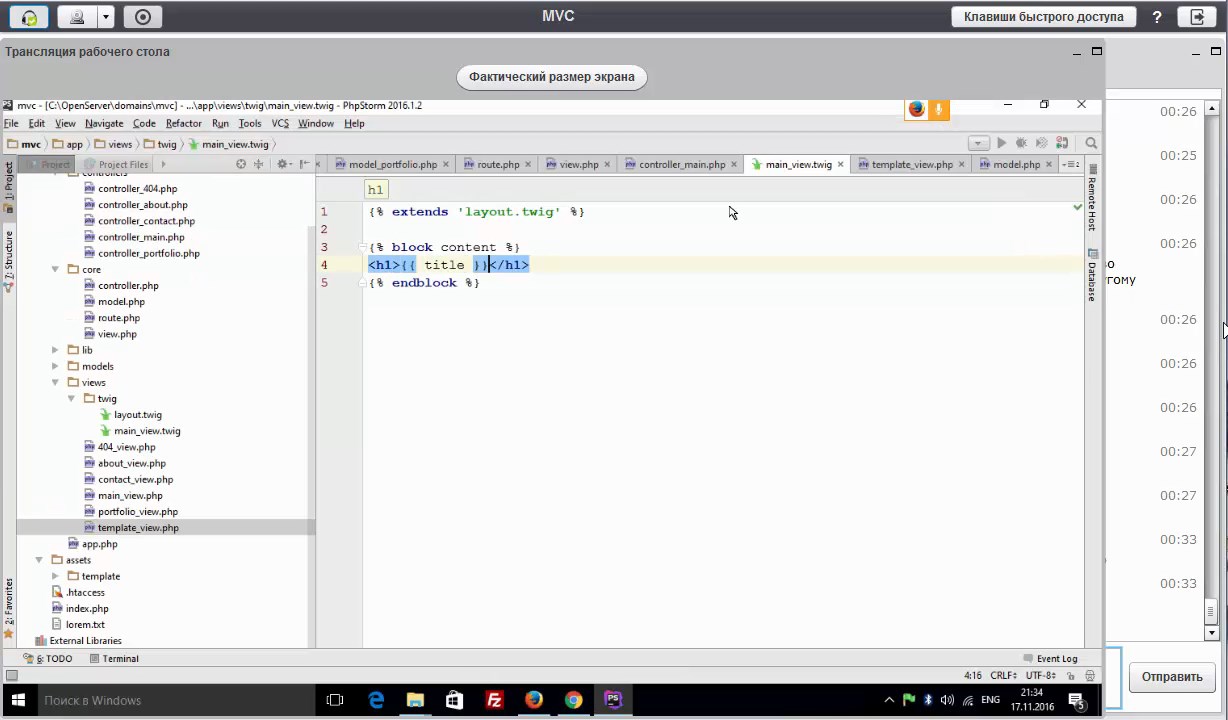 MVC
Клавиши быстрого доступа
?
Трансляция рабочего стола
Фактический размер экрана
mvc - [C:\OpenServer\domains\mvc] - ...\app\views\twig\main_view.twig - PhpStorm 2016.1.2
File Edit View Navigate Code Refactor Run Tools VCS Window Help
mvc app views twig main_view.twig
Project Project Files
model_portfolio.php route.php view.php controller_main.php main_view.twig template_view.php model.php
1: Project
7: Structure
2: Favorites
Remote Host
Database
controllers
controller_404.php
controller_about.php
controller_contact.php
controller_main.php
controller_portfolio.php
core
controller.php
model.php
route.php
view.php
lib
models
views
twig
layout.twig
main_view.twig
404_view.php
about_view.php
contact_view.php
main_view.php
portfolio_view.php
template_view.php
app.php
assets
template
.htaccess
index.php
lorem.txt
External Libraries
h1
1 {% extends 'layout.twig' %}
2
3 {% block content %}
4 <h1>{{ title }}</h1>
5 {% endblock %}
6: TODO Terminal Event Log
4:16 CRLF÷ UTF-8÷
00:26
00:25
00:26
00:26
во
гому
00:26
00:26
00:26
00:27
00:27
00:33
00:33
Отправить
Поиск в Windows
ENG
21:34
17.11.2016
5